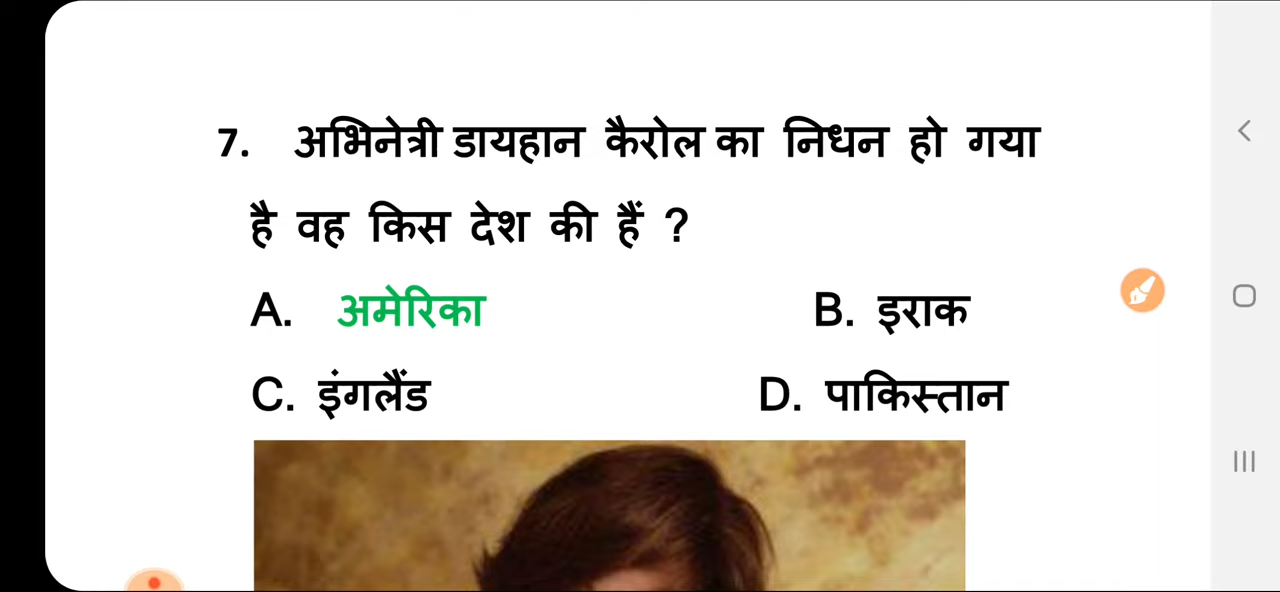 7. अभिनेत्री डायहान कैरोल का निधन हो गया
है वह किस देश की हैं ?
A. अमेरिका B. इराक
C. इंगलैंड D. पाकिस्तान